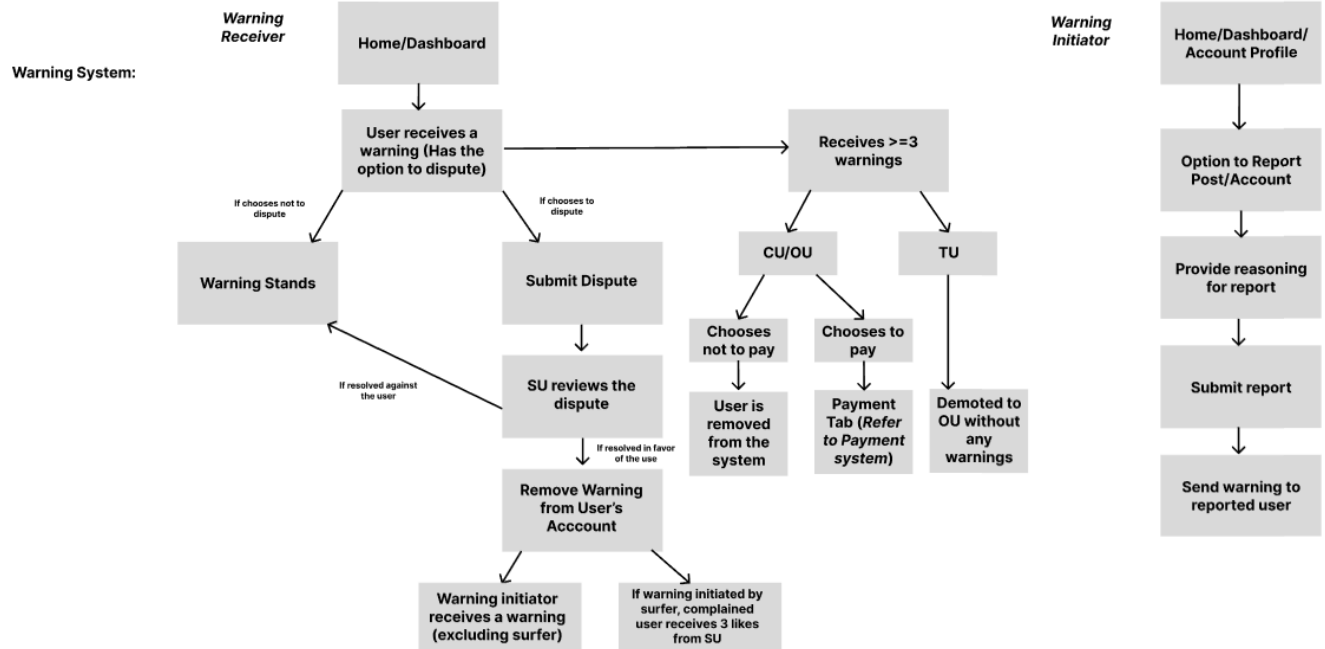 Warning
Receiver
Home/Dashboard
Warning
Initiator
Home/Dashboard/
Account Profile
Warning System:
User receives a
warning (Has the
option to dispute)
Receives >=3
warnings
Option to Report
Post/Account
If chooses not to
dispute
If chooses to
dispute
Warning Stands
Submit Dispute
CU/OU
TU
Provide reasoning
for report
Chooses
not to pay
Chooses to
pay
If resolved against
the user
SU reviews the
dispute
Submit report
User is
removed
from the
system
Payment
Tab (Refer
to Payment
system)
Demoted to
OU without
any
warnings
If resolved in favor
of the use
Remove Warning
from User's
Acccount
Send warning to
reported user
Warning initiator
receives a warning
(excluding surfer)
If warning initiated by
surfer, complained
user receives 3 likes
from SU